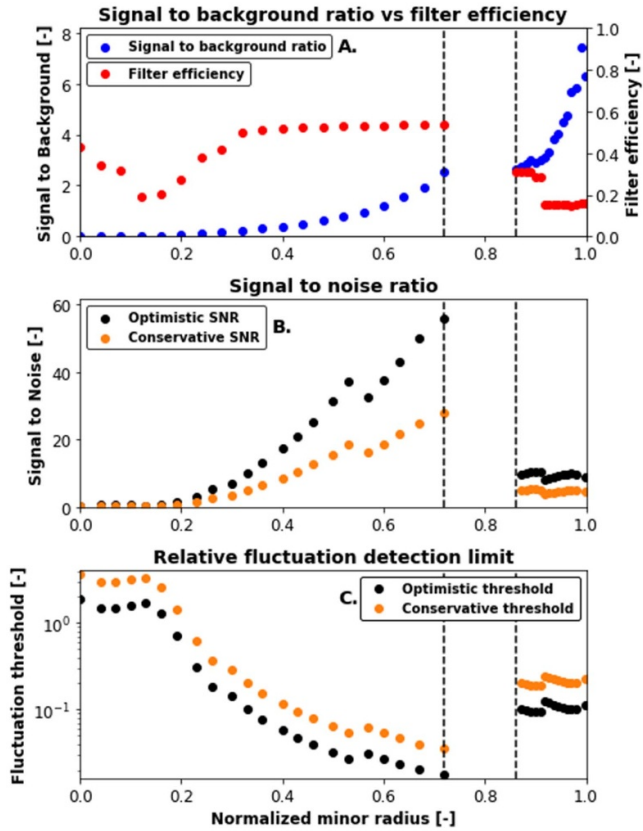 Signal to background ratio vs filter efficiency
Signal to background ratio
Filter efficiency
A.
Signal to Background [-]
Filter efficiency [-]
8
6
4
2
0
1.0
0.8
0.6
0.4
0.2
0.0
0.0 0.2 0.4 0.6 0.8 1.0
Signal to noise ratio
Optimistic SNR
Conservative SNR
B.
Signal to Noise [-]
60
40
20
0
0.0 0.2 0.4 0.6 0.8 1.0
Relative fluctuation detection limit
C.
Optimistic threshold
Conservative threshold
Fluctuation threshold [-]
10⁰
10⁻¹
0.0 0.2 0.4 0.6 0.8 1.0
Normalized minor radius [-]